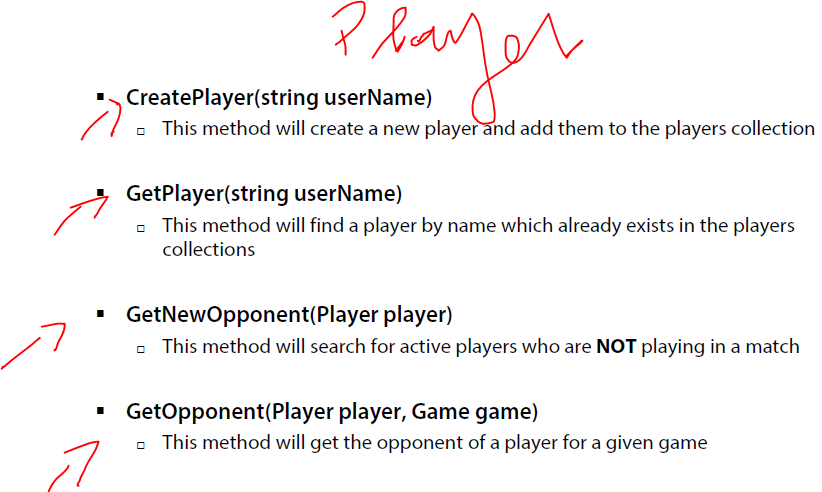 Player
▪ CreatePlayer(string userName)
▫ This method will create a new player and add them to the players collection
▪ GetPlayer(string userName)
▫ This method will find a player by name which already exists in the players
collections
▪ GetNewOpponent(Player player)
▫ This method will search for active players who are NOT playing in a match
▪ GetOpponent(Player player, Game game)
▫ This method will get the opponent of a player for a given game